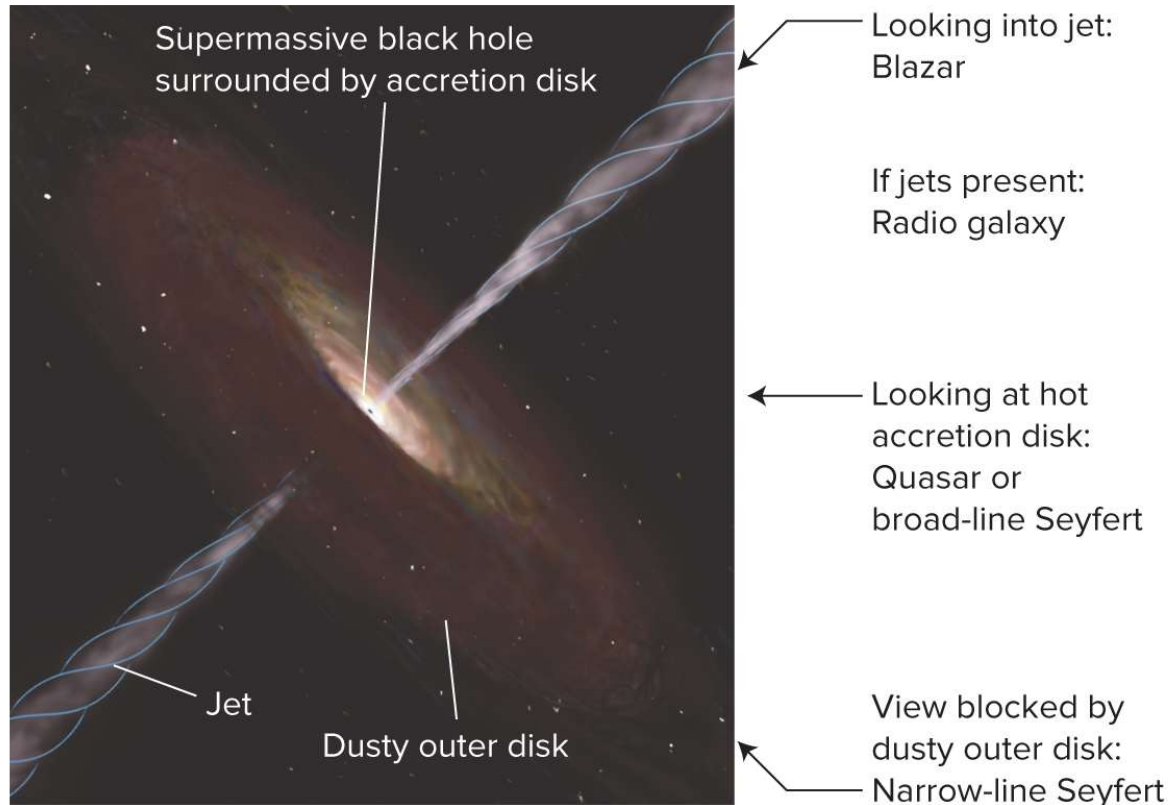 Supermassive black hole
surrounded by accretion disk
Jet
Dusty outer disk
Looking into jet:
Blazar
If jets present:
Radio galaxy
Looking at hot
accretion disk:
Quasar or
broad-line Seyfert
View blocked by
dusty outer disk:
Narrow-line Seyfert